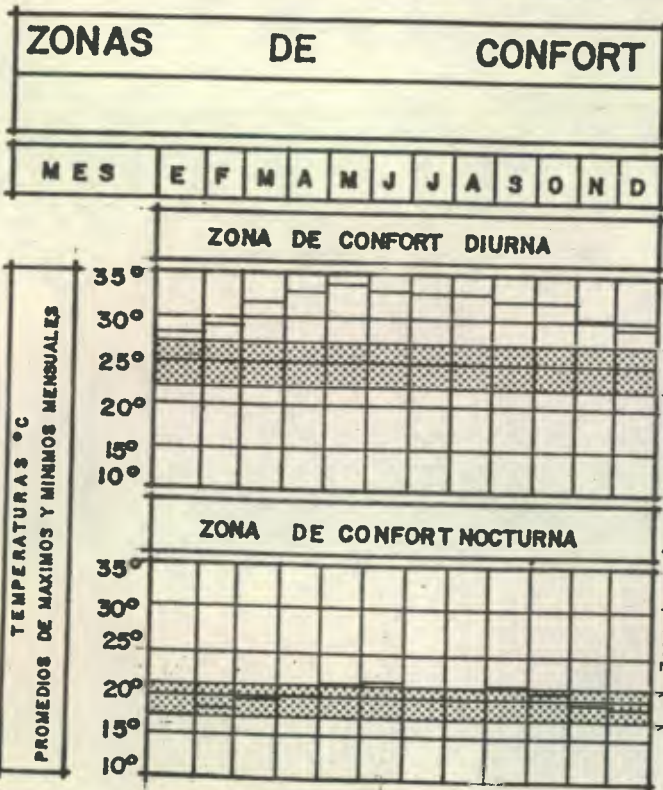 ZONAS DE CONFORT
MES E F M A M J J A S O N D
ZONA DE CONFORT DIURNA
TEMPERATURAS °C
PROMEDIOS DE MAXIMOS Y MINIMOS MENSUALES
35°
30°
25°
20°
15°
10°
ZONA DE CONFORT NOCTURNA
35°
30°
25°
20°
15°
10°